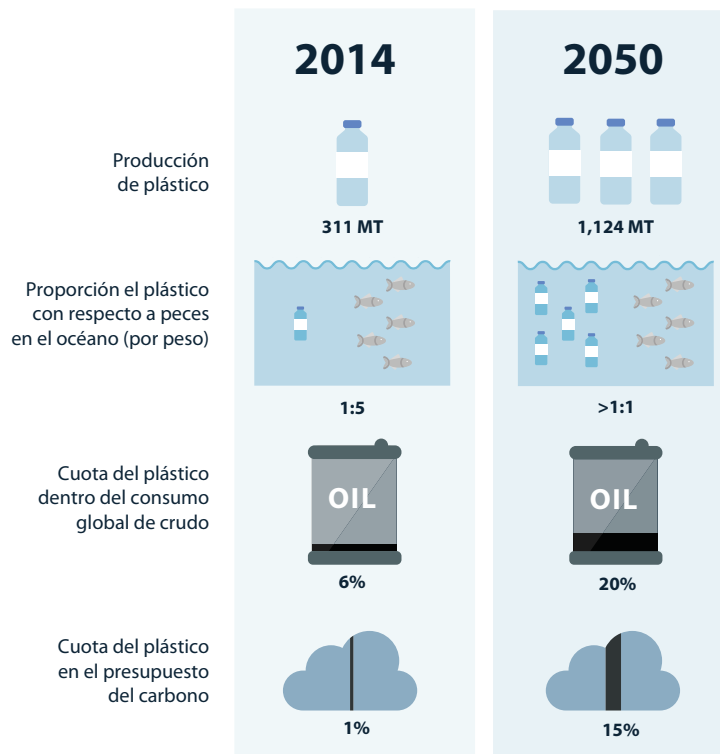 2014
2050
Producción
de plástico
311 MT
1,124 MT
Proporción el plástico
con respecto a peces
en el océano (por peso)
1:5
>1:1
Cuota del plástico
dentro del consumo
global de crudo
OIL
OIL
6%
20%
Cuota del plástico
en el presupuesto
del carbono
1%
15%